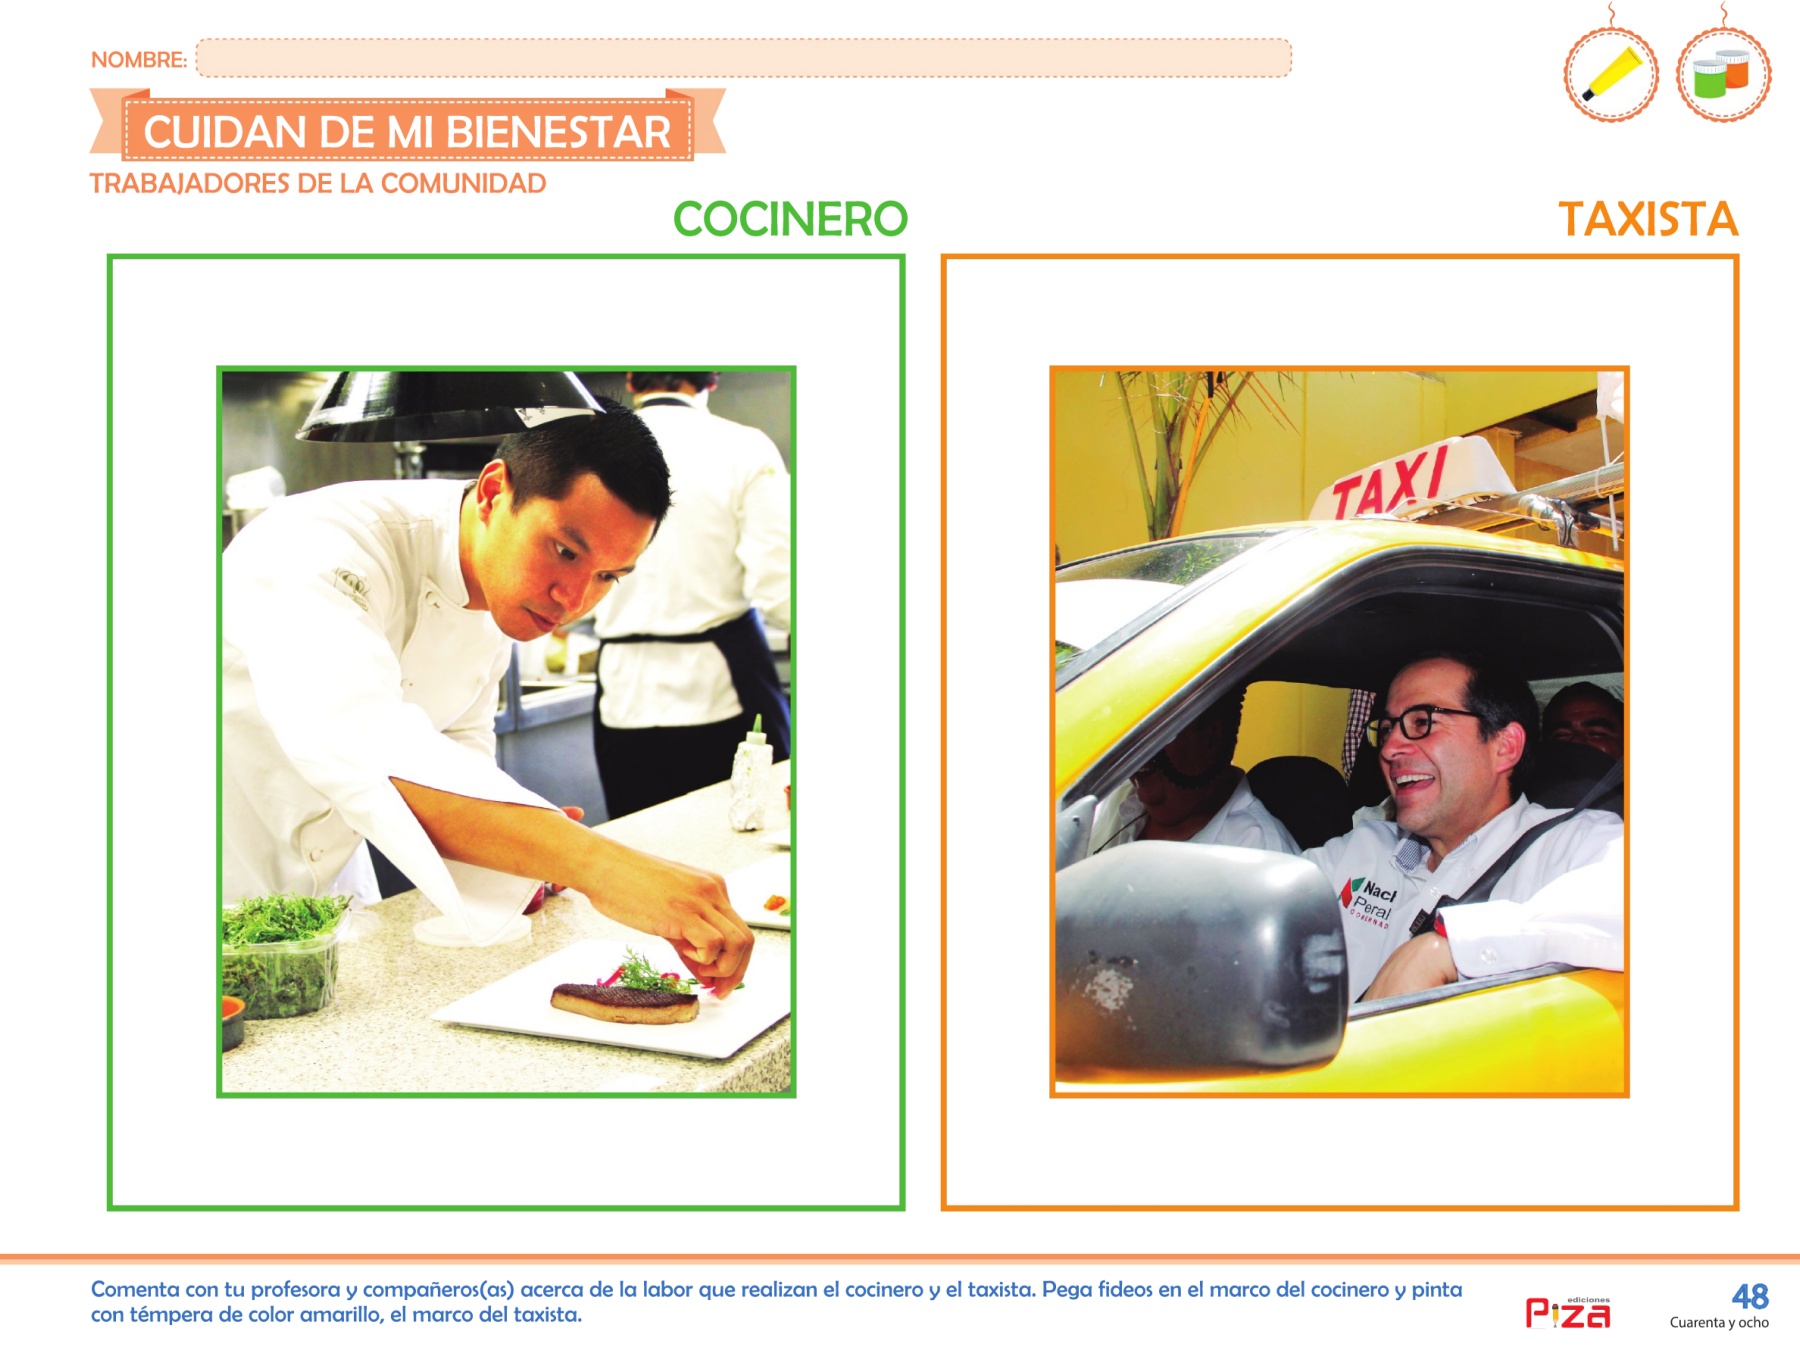 NOMBRE:
CUIDAN DE MI BIENESTAR
TRABAJADORES DE LA COMUNIDAD
COCINERO
TAXISTA
TAXI
Nacl
Peral
GOBERNAD
Comenta con tu profesora y compañeros(as) acerca de la labor que realizan el cocinero y el taxista. Pega fideos en el marco del cocinero y pinta
con témpera de color amarillo, el marco del taxista.
ediciones
Piza
48
Cuarenta y ocho